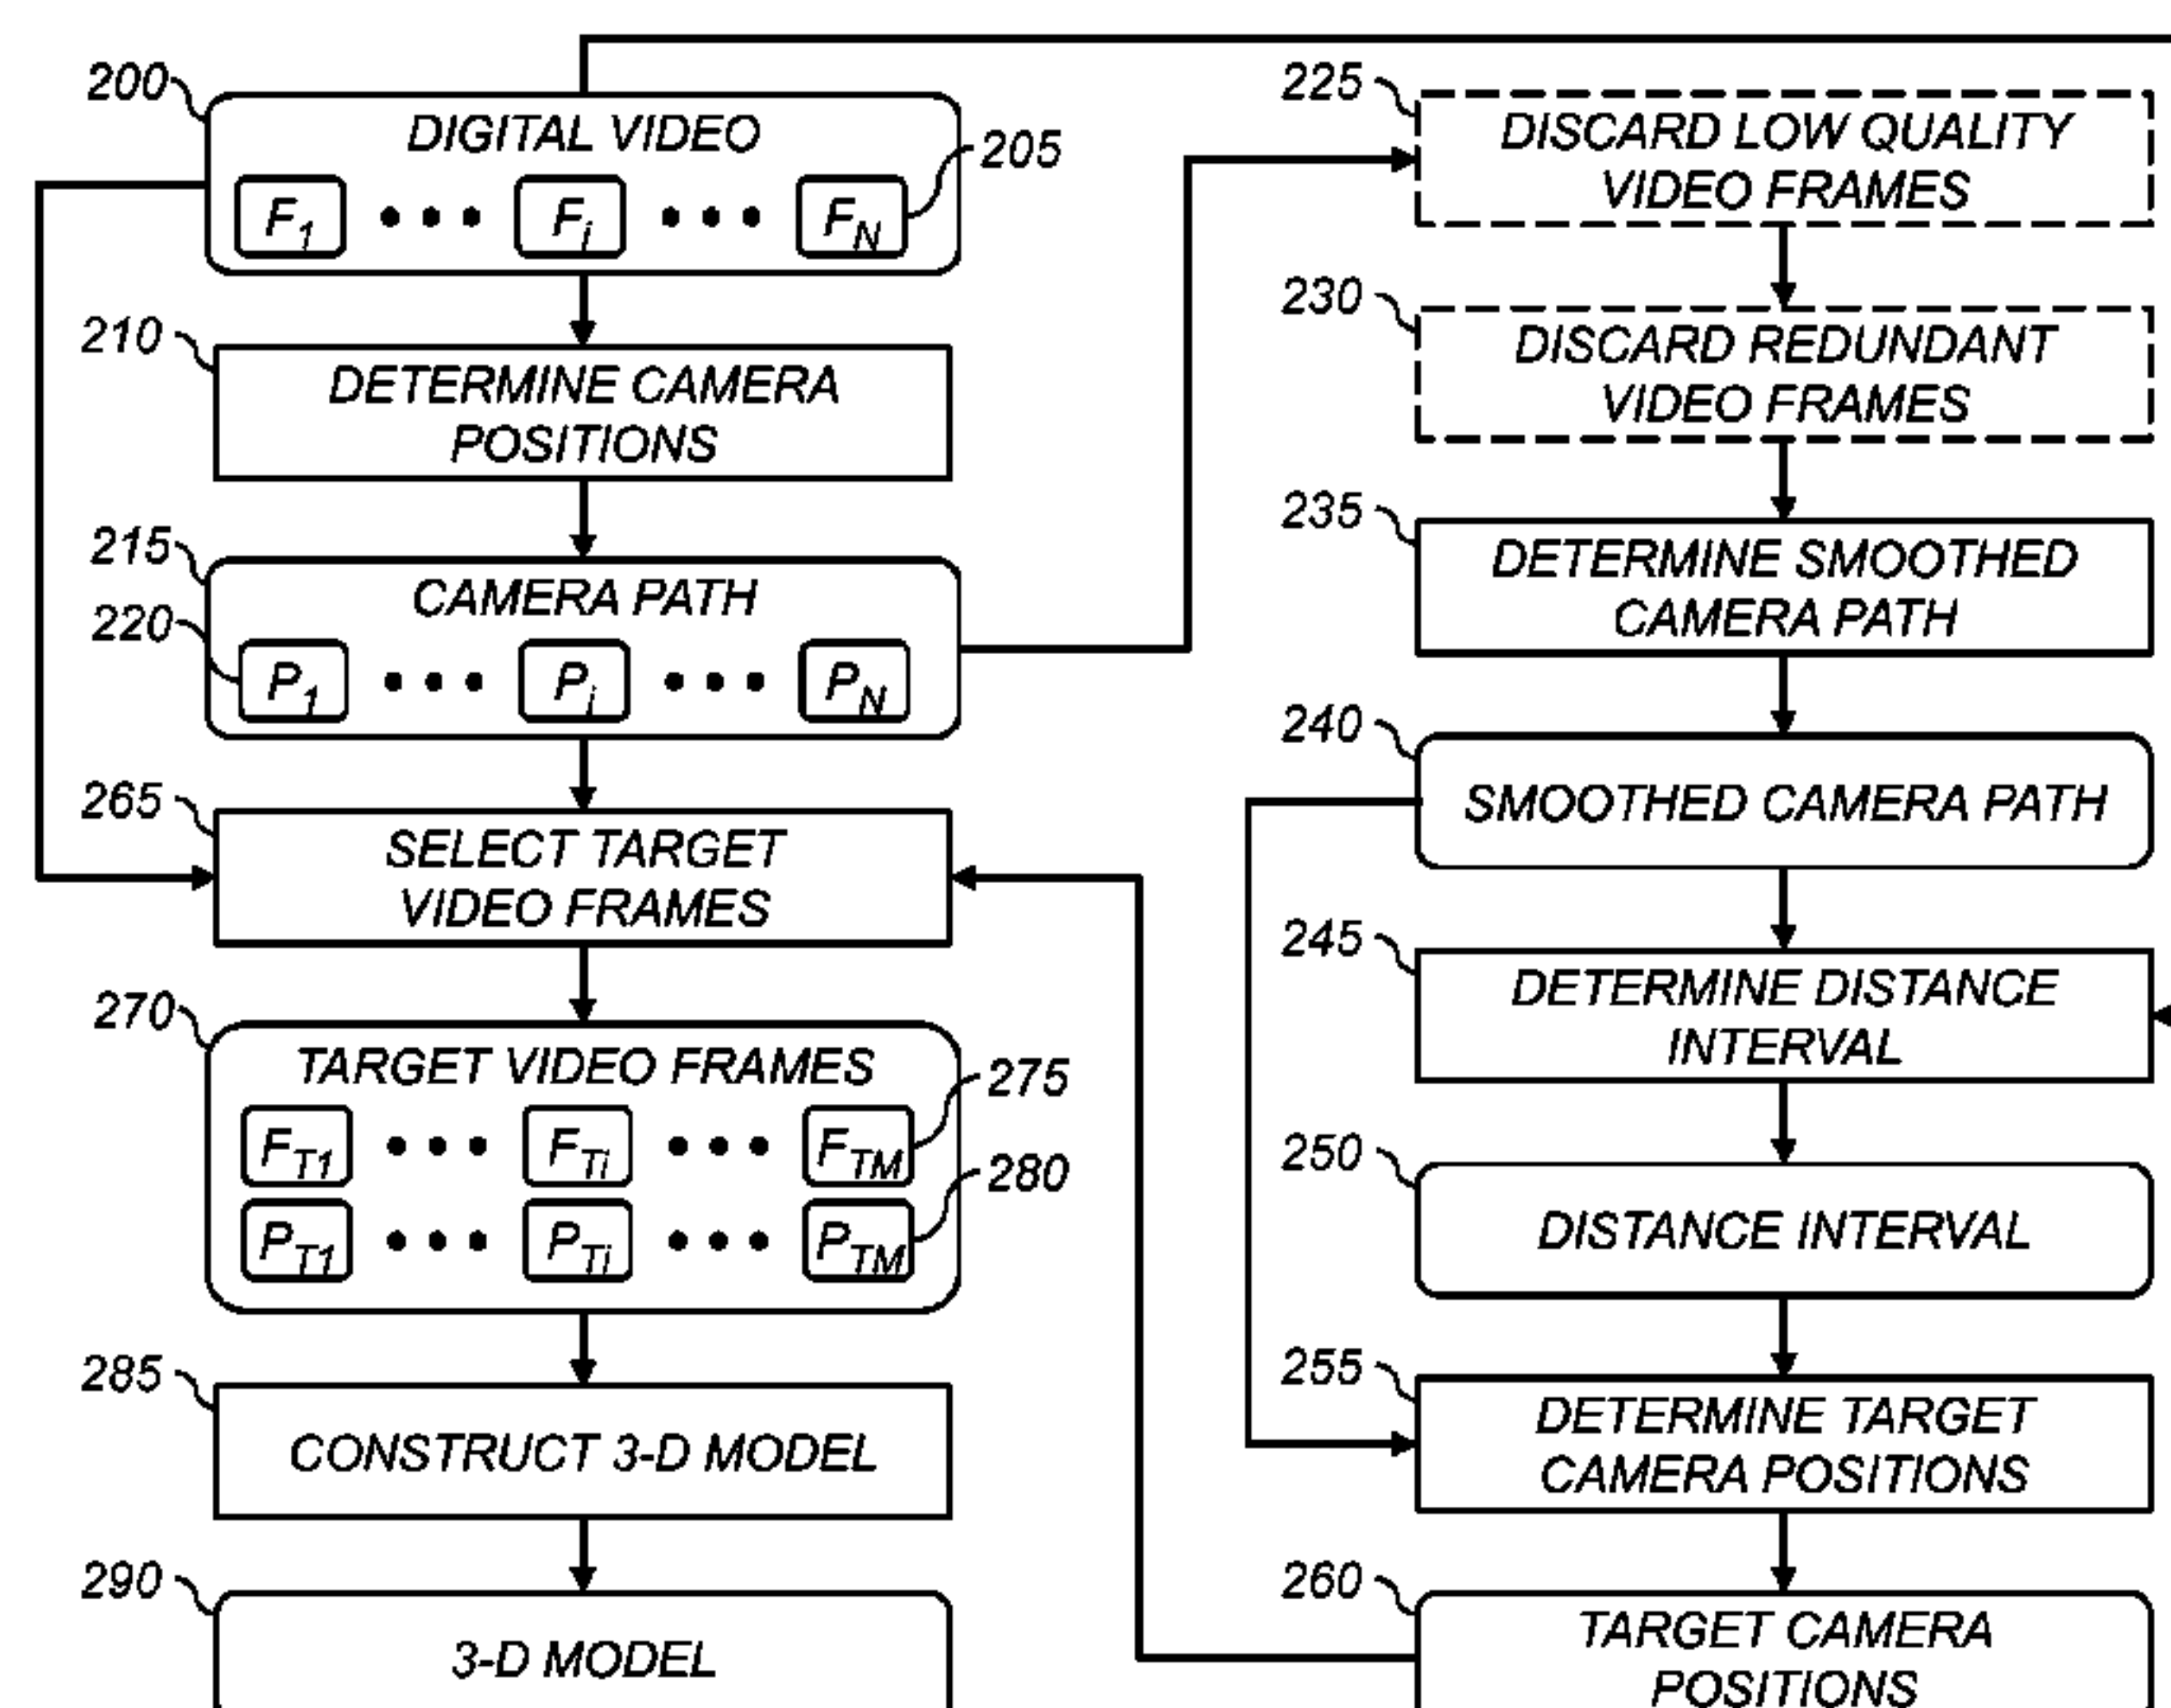 200
DIGITAL VIDEO
205
F1 • • • Fi • • • FN
210
DETERMINE CAMERA
POSITIONS
215
CAMERA PATH
220
P1 • • • Pi • • • PN
265
SELECT TARGET
VIDEO FRAMES
270
TARGET VIDEO FRAMES
275
FT1 • • • FTi • • • FTM
280
PT1 • • • PTi • • • PTM
285
CONSTRUCT 3-D MODEL
290
3-D MODEL
225
DISCARD LOW QUALITY
VIDEO FRAMES
230
DISCARD REDUNDANT
VIDEO FRAMES
235
DETERMINE SMOOTHED
CAMERA PATH
240
SMOOTHED CAMERA PATH
245
DETERMINE DISTANCE
INTERVAL
250
DISTANCE INTERVAL
255
DETERMINE TARGET
CAMERA POSITIONS
260
TARGET CAMERA
POSITIONS